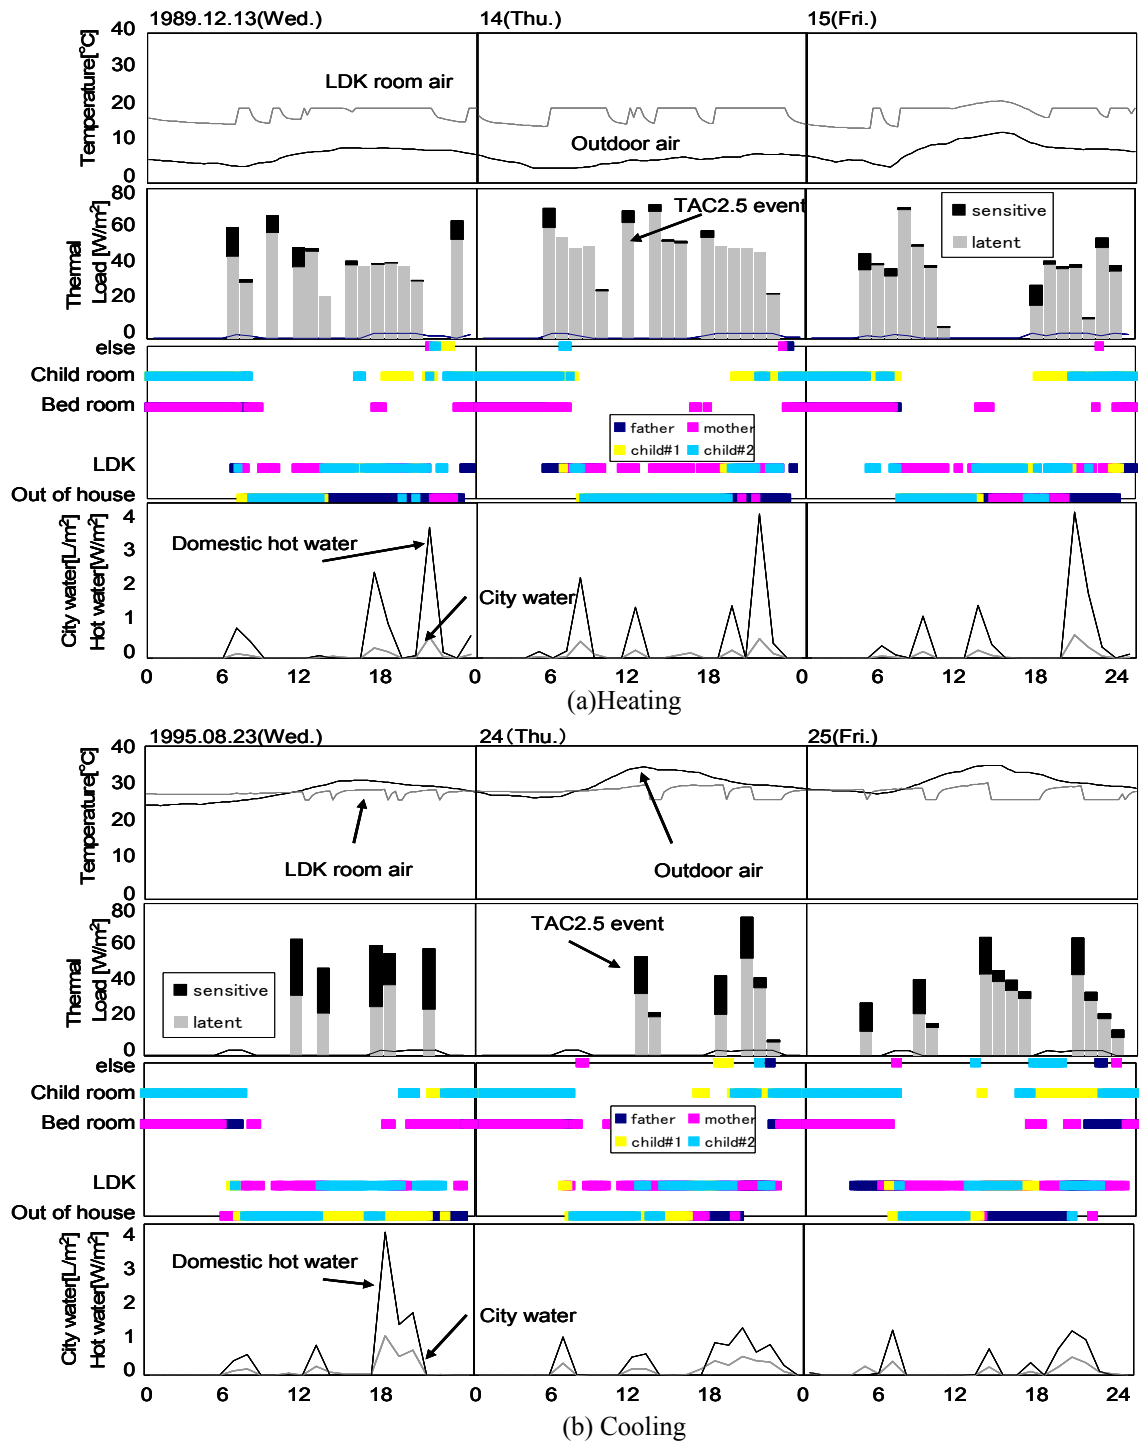 1989.12.13(Wed.)
14(Thu.)
15(Fri.)
Temperature[°C]
40
30
20
10
0
LDK room air
Outdoor air
Thermal
Load [W/m²]
80
60
40
20
0
TAC2.5 event
sensitive
latent
else
Child room
Bed room
LDK
Out of house
father
mother
child#1
child#2
City water[L/m²]
Hot water[W/m²]
4
3
2
1
0
Domestic hot water
City water
0 6 12 18 0 6 12 18 0 6 12 18 24
(a)Heating
1995.08.23(Wed.)
24(Thu.)
25(Fri.)
Temperature[°C]
40
30
20
10
0
LDK room air
Outdoor air
Thermal
Load [W/m²]
80
60
40
20
0
TAC2.5 event
sensitive
latent
else
Child room
Bed room
LDK
Out of house
father
mother
child#1
child#2
City water[L/m²]
Hot water[W/m²]
4
3
2
1
0
Domestic hot water
City water
0 6 12 18 0 6 12 18 0 6 12 18 24
(b) Cooling